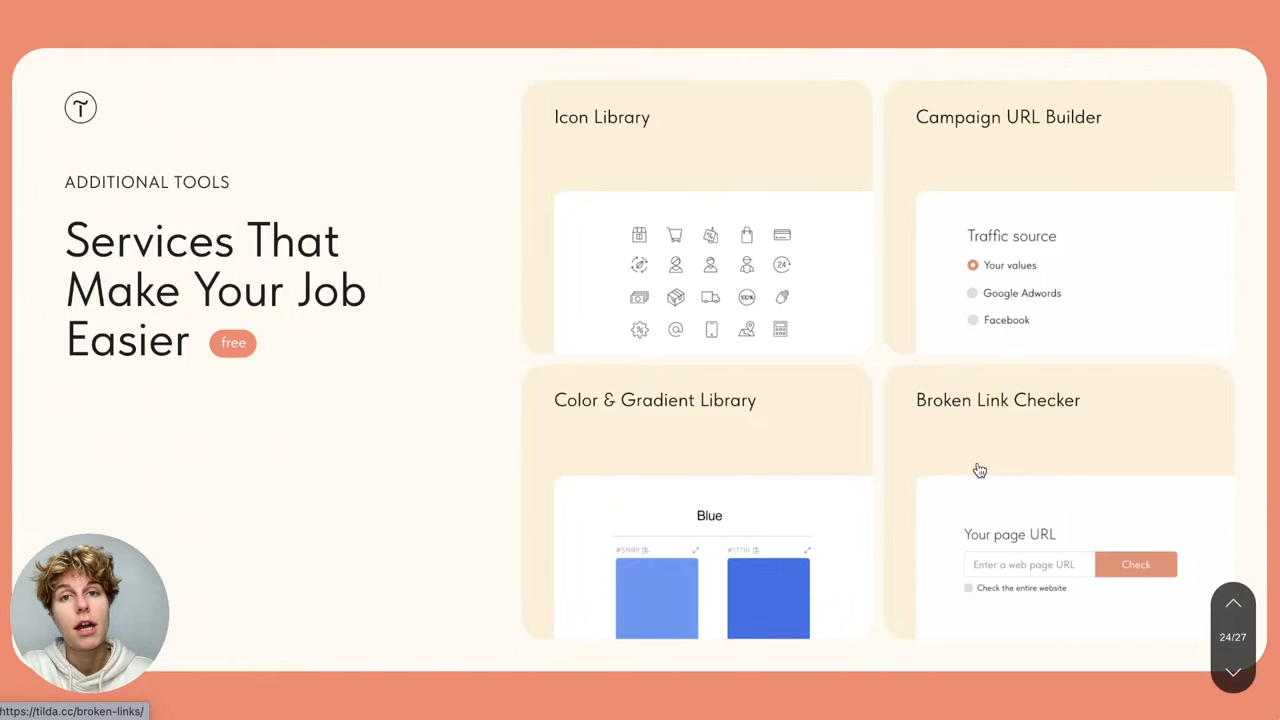 ADDITIONAL TOOLS
Services That
Make Your Job
Easier free
Icon Library
100%
24
Campaign URL Builder
Traffic source
Your values
Google Adwords
Facebook
Color & Gradient Library
Blue
Broken Link Checker
Your page URL
Enter a web page URL Check
Check the entire website
24/27
https://tilda.cc/broken-links/